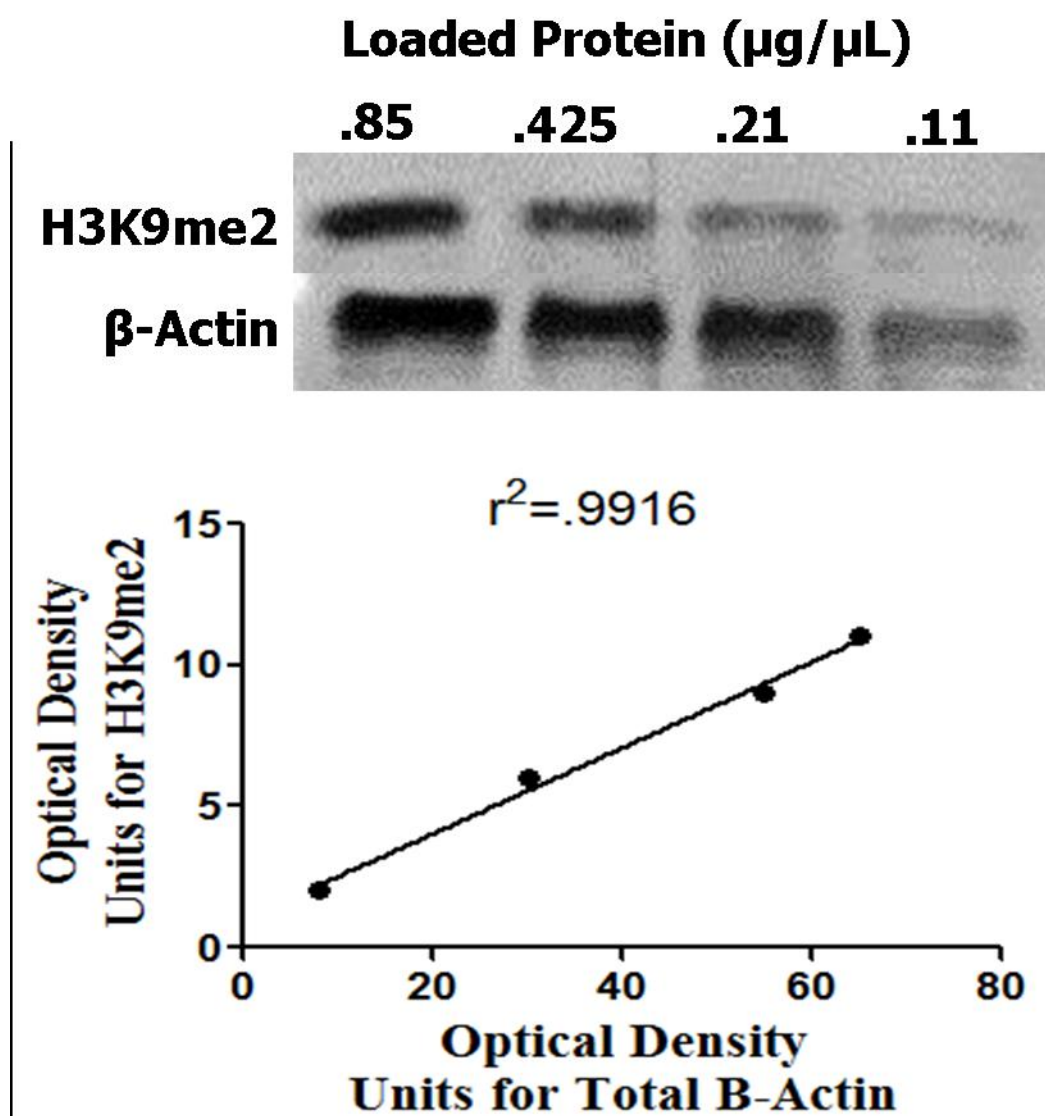 Loaded Protein (µg/µL)
.85 .425 .21 .11
H3K9me2
β-Actin
r²=.9916
15
10
5
0
Optical Density
Units for H3K9me2
0 20 40 60 80
Optical Density
Units for Total B-Actin